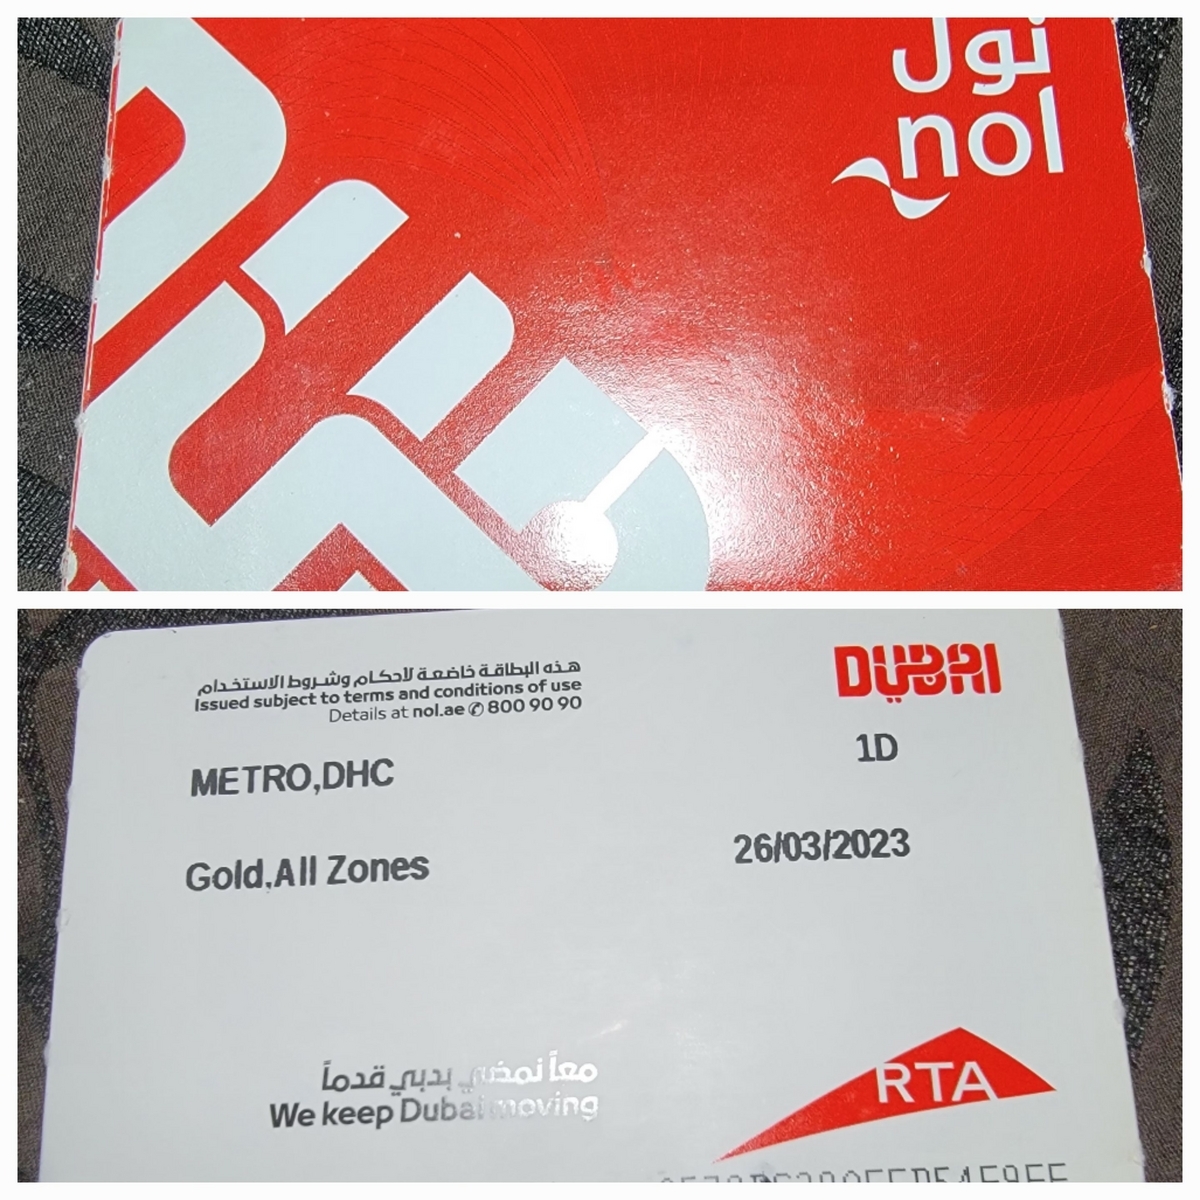 نول
nol
هذه البطاقة خاضعة لأحكام وشروط الاستخدام
Issued subject to terms and conditions of use
Details at nol.ae ✆ 800 90 90
DUBAI
METRO,DHC
1D
Gold,All Zones
26/03/2023
معاً نمضي بدبي قدماً
We keep Dubai moving
RTA